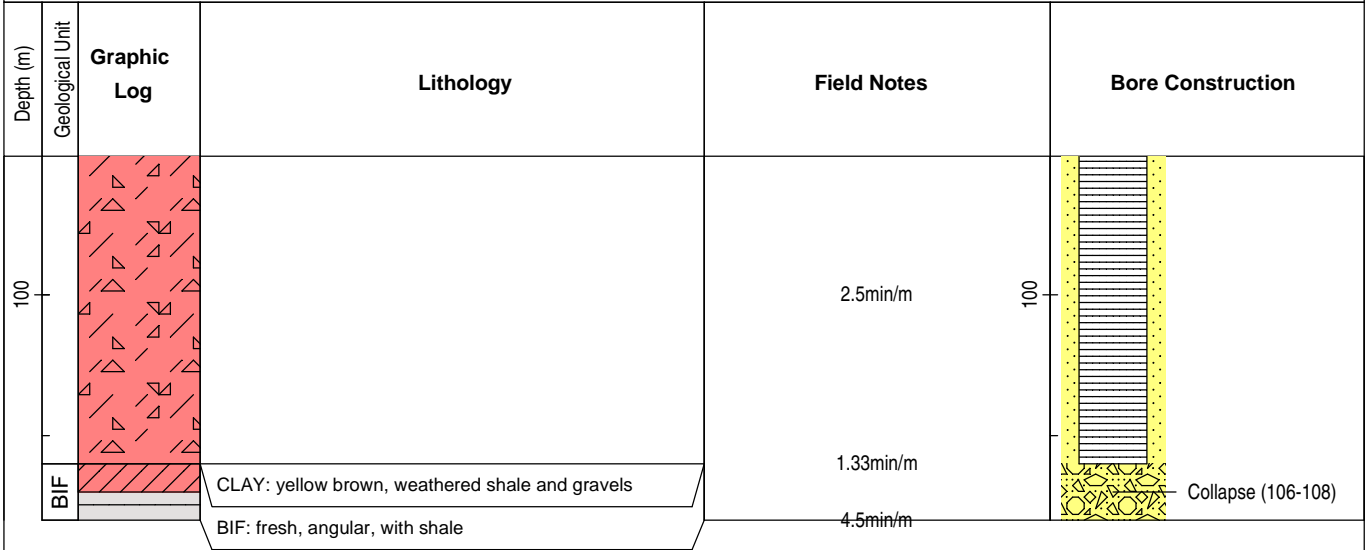 Depth (m)
Geological Unit
Graphic
Log
Lithology
Field Notes
Bore Construction
100
2.5min/m
100
1.33min/m
BIF
CLAY: yellow brown, weathered shale and gravels
Collapse (106-108)
4.5min/m
BIF: fresh, angular, with shale